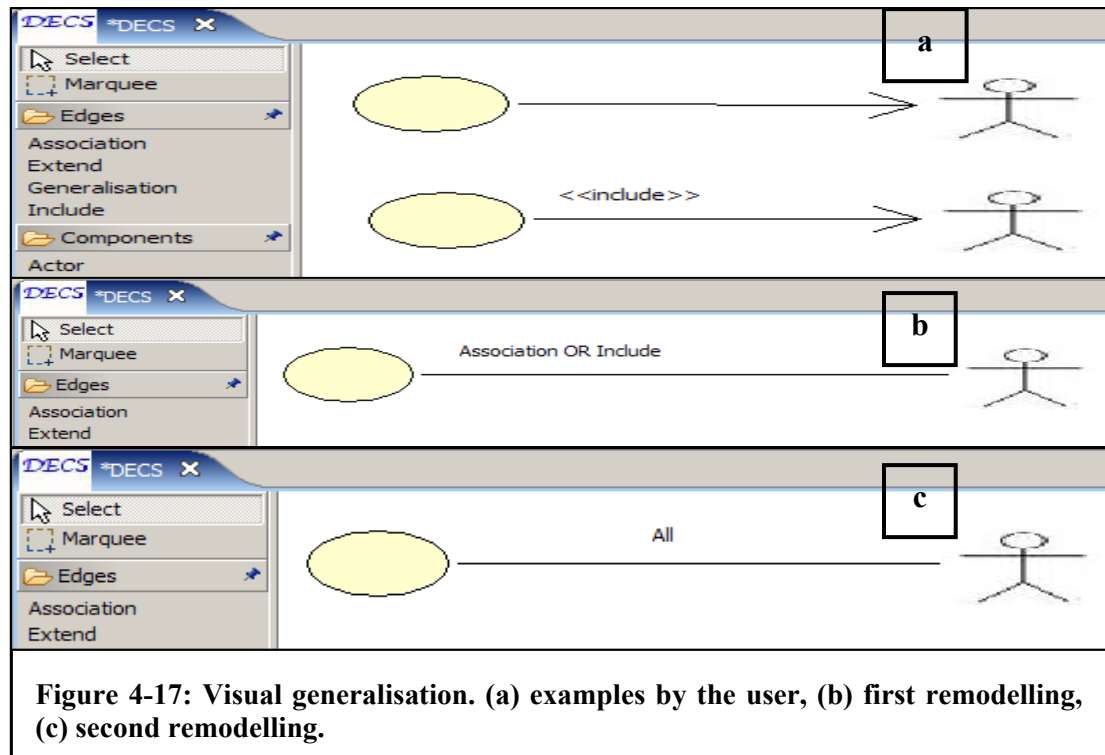 DECS *DECS
a
Select
Marquee
Edges
Association
Extend
Generalisation
<<include>>
Include
Components
Actor
DECS *DECS
b
Select
Marquee
Association OR Include
Edges
Association
Extend
DECS *DECS
c
Select
Marquee
All
Edges
Association
Extend
Figure 4-17: Visual generalisation. (a) examples by the user, (b) first remodelling,
(c) second remodelling.